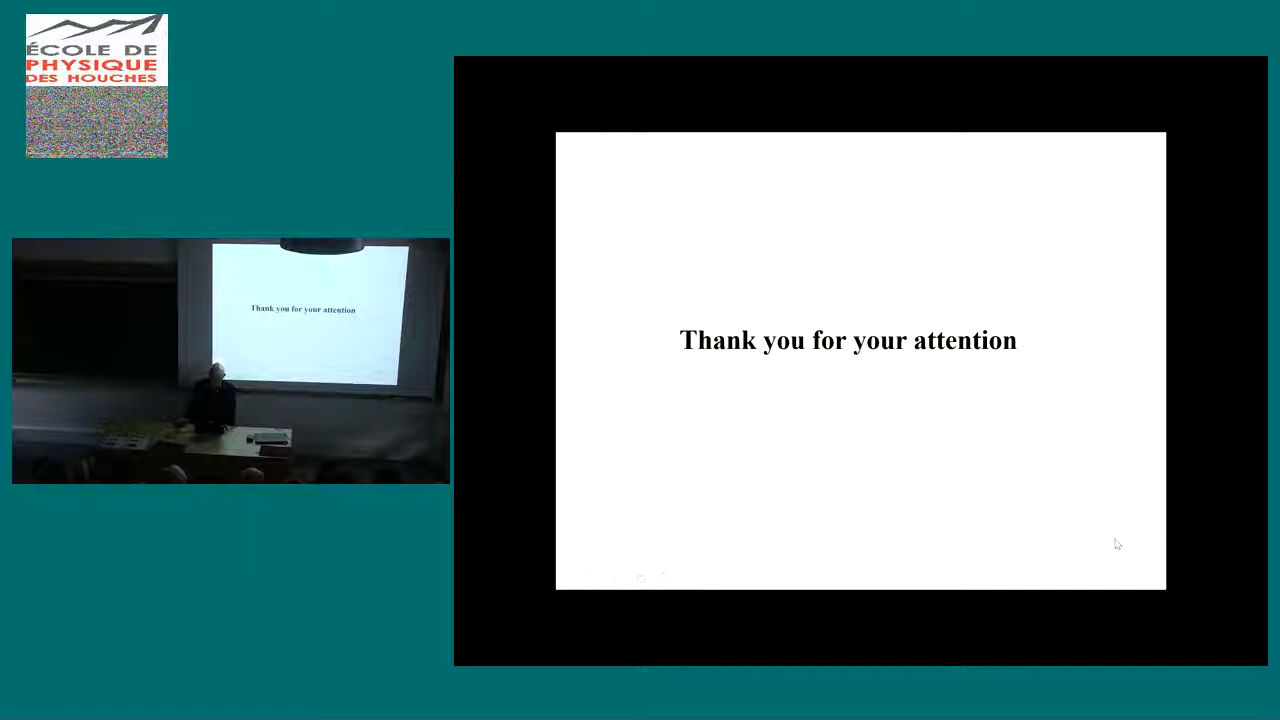 ÉCOLE DE
PHYSIQUE
DES HOUCHES
Thank you for your attention
Thank you for your attention